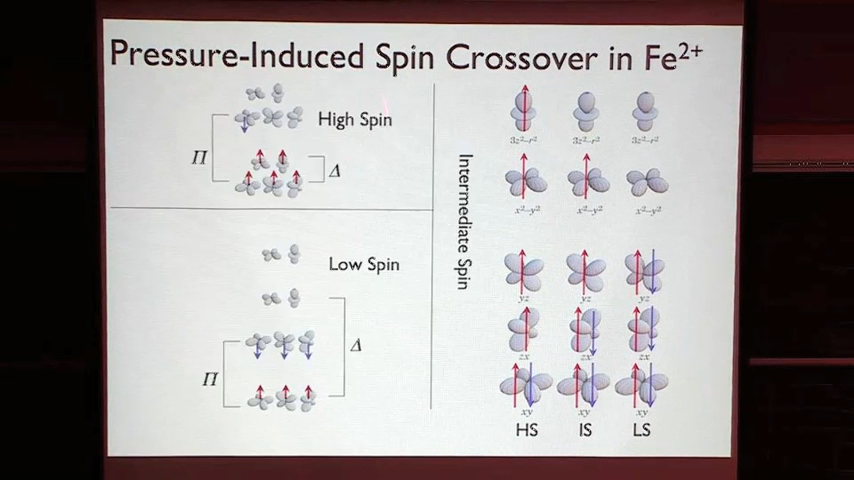 Pressure-Induced Spin Crossover in Fe²⁺
High Spin
Π
Δ
Low Spin
Δ
Π
Intermediate Spin
3z²−r² 3z²−r² 3z²−r²
x²−y² x²−y² x²−y²
yz yz yz
zx zx zx
xy xy xy
HS IS LS